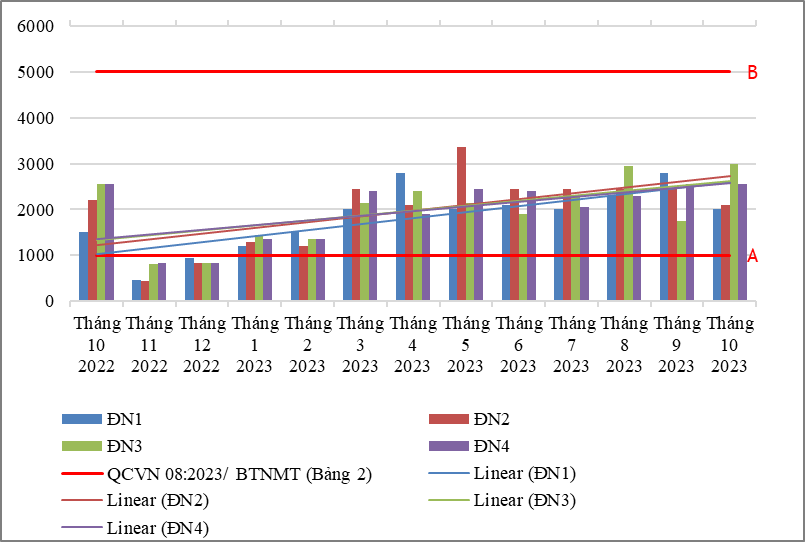 6000
5000
B
4000
3000
2000
1000
A
0
Tháng Tháng Tháng Tháng Tháng Tháng Tháng Tháng Tháng Tháng Tháng Tháng Tháng
10 11 12 1 2 3 4 5 6 7 8 9 10
2022 2022 2022 2023 2023 2023 2023 2023 2023 2023 2023 2023 2023
ĐN1 ĐN2
ĐN3 ĐN4
QCVN 08:2023/ BTNMT (Bảng 2) Linear (ĐN1)
Linear (ĐN2) Linear (ĐN3)
Linear (ĐN4)